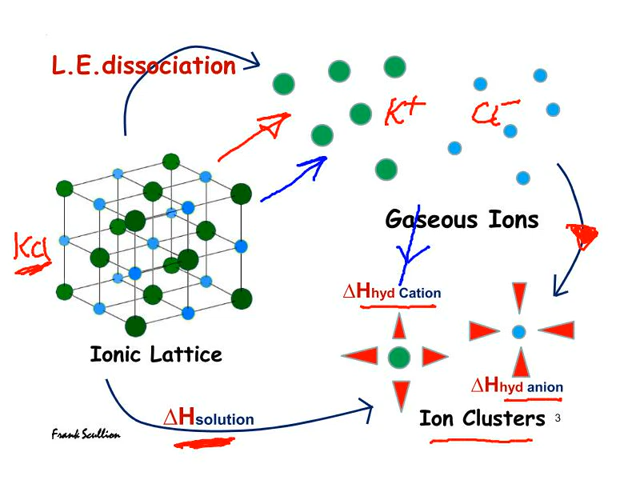 L.E.dissociation
K+
Cl-
Gaseous Ions
KCl
ΔHhyd Cation
Ionic Lattice
ΔHhyd anion
ΔHsolution
Ion Clusters 3
Frank Scullion